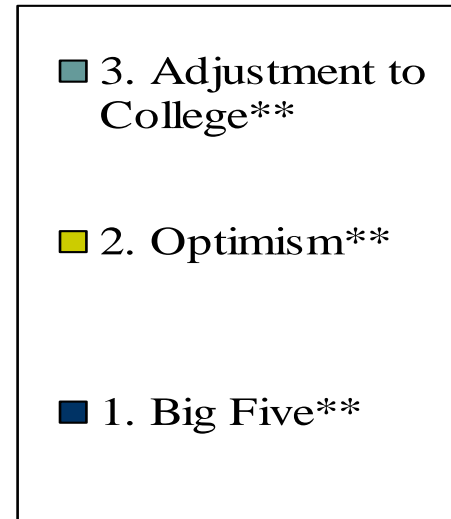 3. Adjustment to
College**
2. Optimism**
1. Big Five**